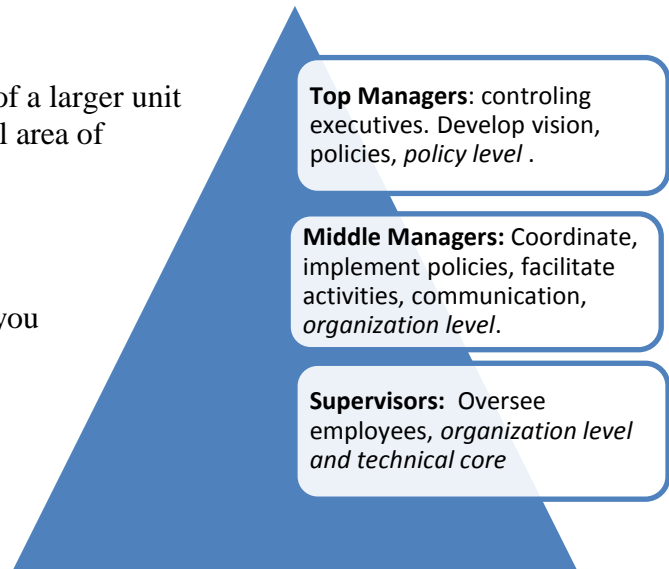 of a larger unit
l area of
you
Top Managers: controling
executives. Develop vision,
policies, policy level .
Middle Managers: Coordinate,
implement policies, facilitate
activities, communication,
organization level.
Supervisors: Oversee
employees, organization level
and technical core